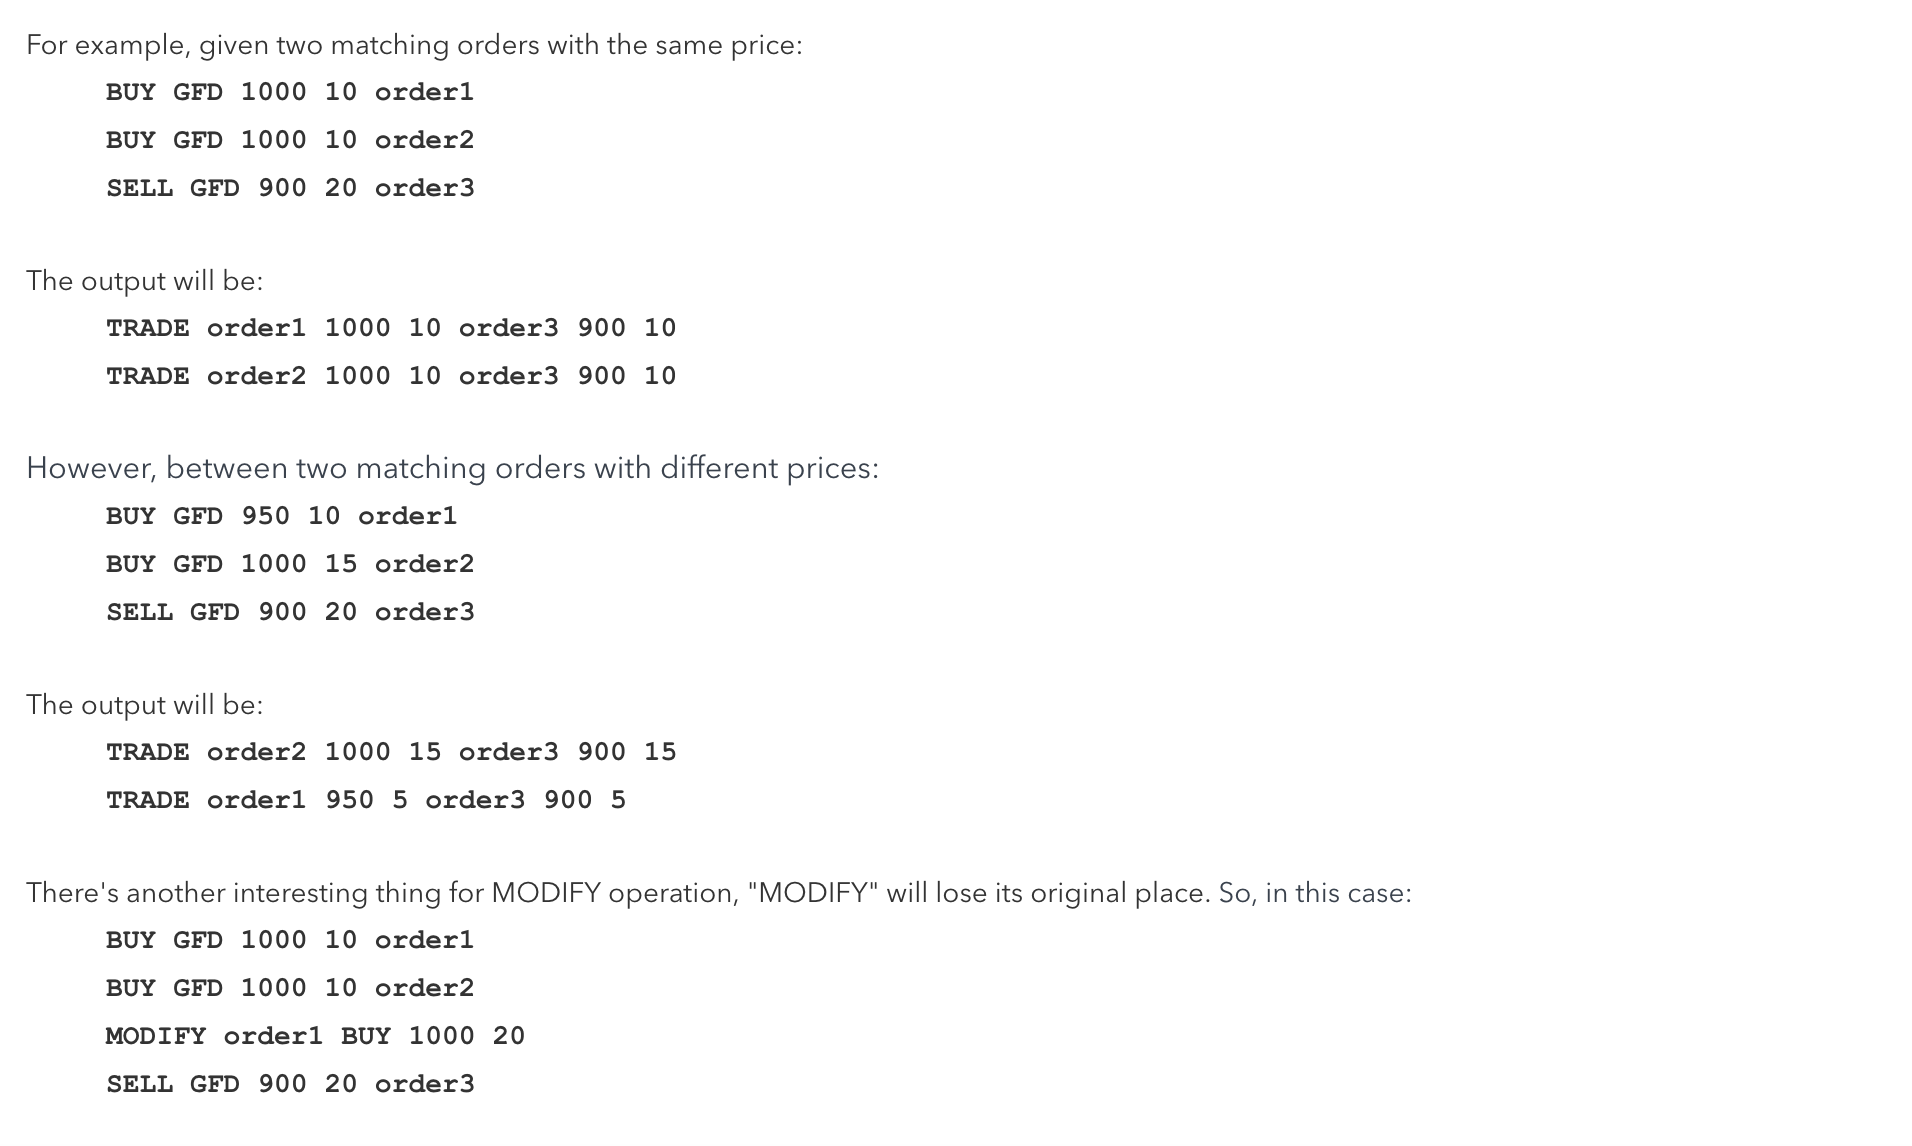 For example, given two matching orders with the same price:
BUY GFD 1000 10 order1
BUY GFD 1000 10 order2
SELL GFD 900 20 order3
The output will be:
TRADE order1 1000 10 order3 900 10
TRADE order2 1000 10 order3 900 10
However, between two matching orders with different prices:
BUY GFD 950 10 order1
BUY GFD 1000 15 order2
SELL GFD 900 20 order3
The output will be:
TRADE order2 1000 15 order3 900 15
TRADE order1 950 5 order3 900 5
There's another interesting thing for MODIFY operation, "MODIFY" will lose its original place. So, in this case:
BUY GFD 1000 10 order1
BUY GFD 1000 10 order2
MODIFY order1 BUY 1000 20
SELL GFD 900 20 order3